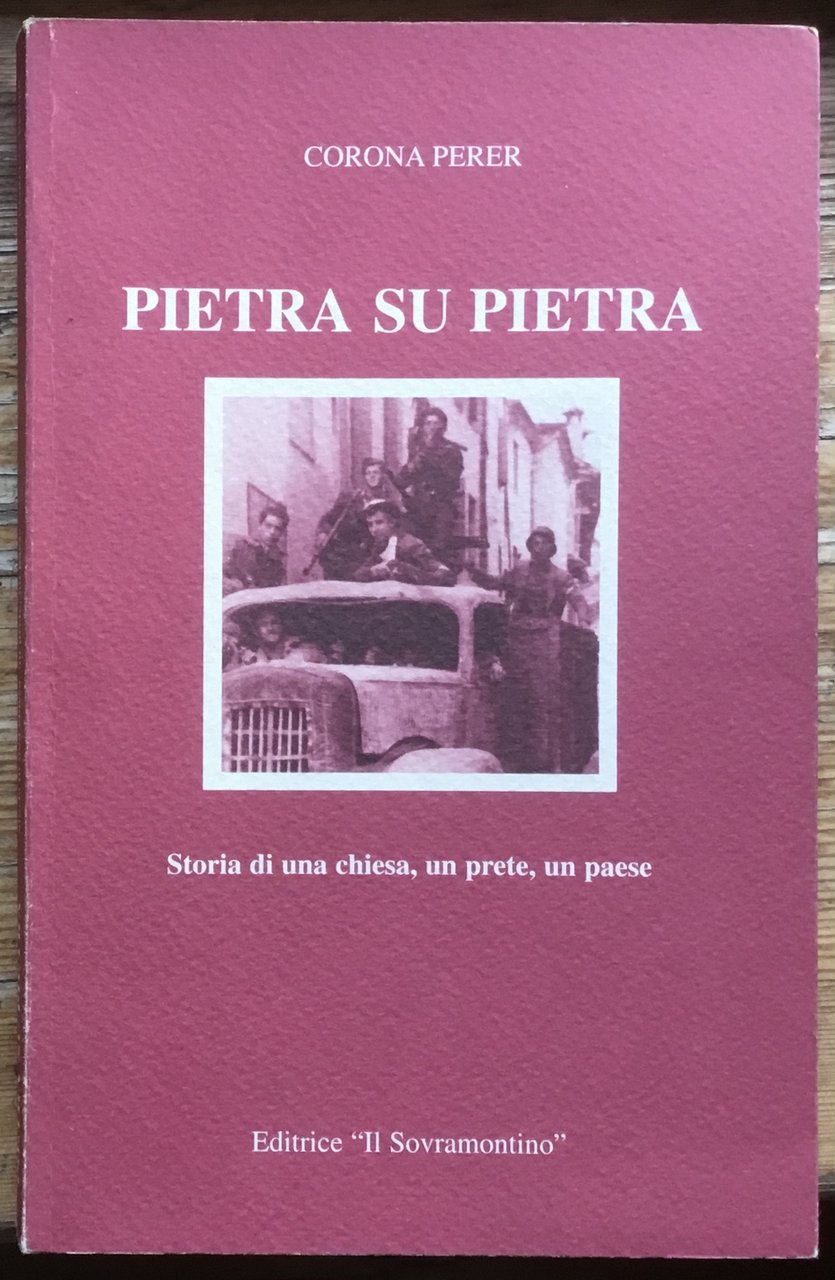 CORONA PERER
PIETRA SU PIETRA
Storia di una chiesa, un prete, un paese
Editrice “Il Sovramontino”